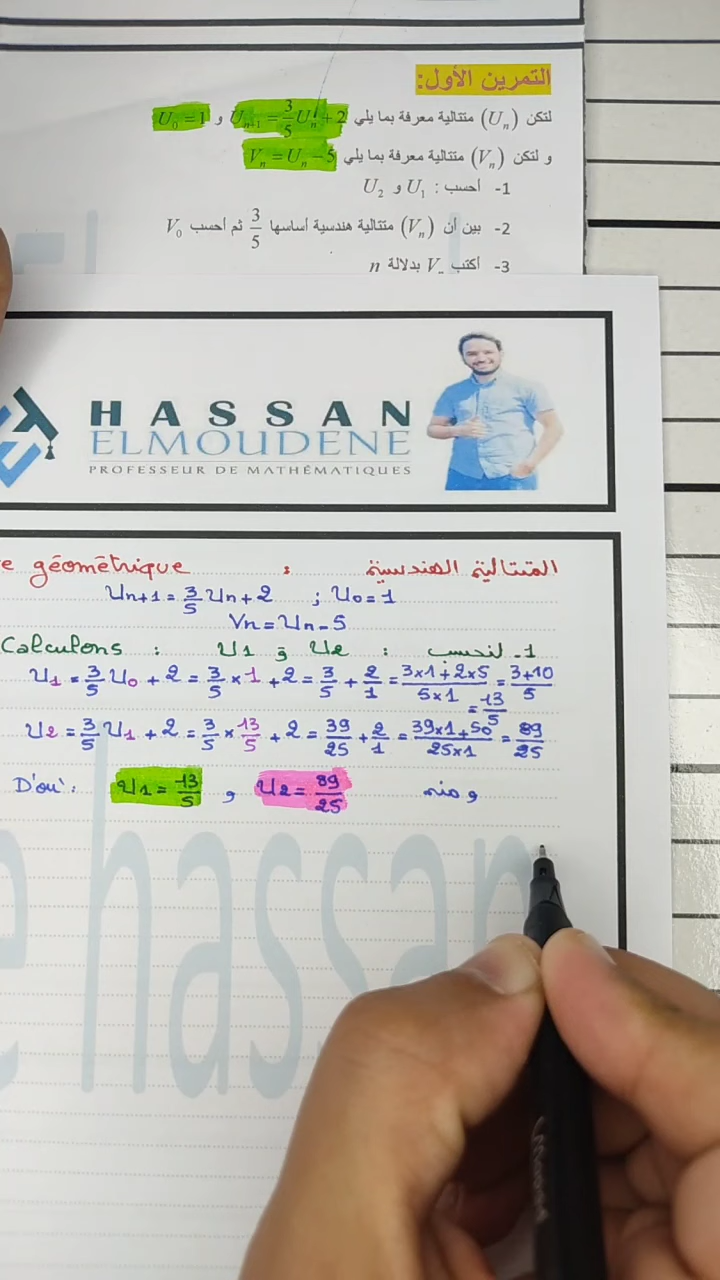 التمرين الأول:
لتكن (Uₙ) متتالية معرفة بما يلي Uₙ₊₁ = 3/5 Uₙ + 2 و U₀ = 1
و لتكن (Vₙ) متتالية معرفة بما يلي Vₙ = Uₙ − 5
1- أحسب : U₁ و U₂
2- بين أن (Vₙ) متتالية هندسية أساسها 3/5 ثم أحسب V₀
3- أكتب Vₙ بدلالة n
HASSAN
ELMOUDENE
PROFESSEUR DE MATHÉMATIQUES
e géométrique : المتتالية الهندسية
Un+1 = 3/5 Un + 2 ; U0 = 1
Vn = Un - 5
Calculons : U1 و U2 : 1. لنحسب
U1 = 3/5 U0 + 2 = 3/5 × 1 + 2 = 3/5 + 2/1 = (3×1+2×5)/(5×1) = (3+10)/5
= 13/5
U2 = 3/5 U1 + 2 = 3/5 × 13/5 + 2 = 39/25 + 2/1 = (39×1+50)/(25×1) = 89/25
D'où : U1 = 13/5 و U2 = 89/25 و منه
e hassan